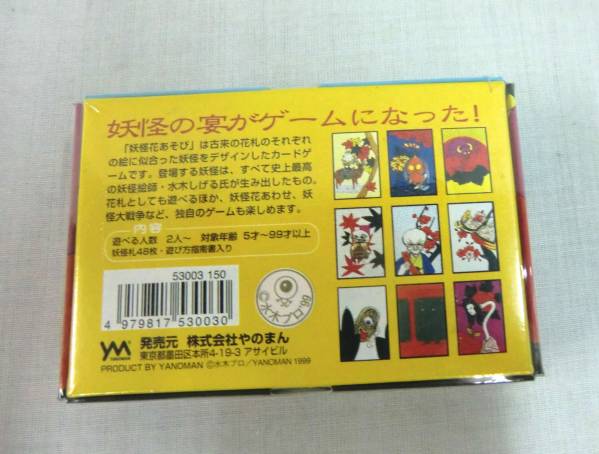 妖怪の宴がゲームになった!
「妖怪花あそび」は古来の花札のそれぞれ
の絵に似合った妖怪をデザインしたカードゲ
ームです。登場する妖怪は、すべて史上最高
の妖怪絵師・水木しげる氏が生み出したもの。
花札としても遊べるほか、妖怪花あわせ、妖
怪大戦争など、独自のゲームも楽しめます。
内容
遊べる人数 2人〜 対象年齢 5才〜99才以上
妖怪札48枚・遊び方指南書入り
53003 150
4 979817 530030
©水木プロ'99
YM
YANOMAN
発売元 株式会社やのまん
東京都墨田区本所4-19-3 アサイビル
PRODUCT BY YANOMAN ©水木プロ/YANOMAN 1999